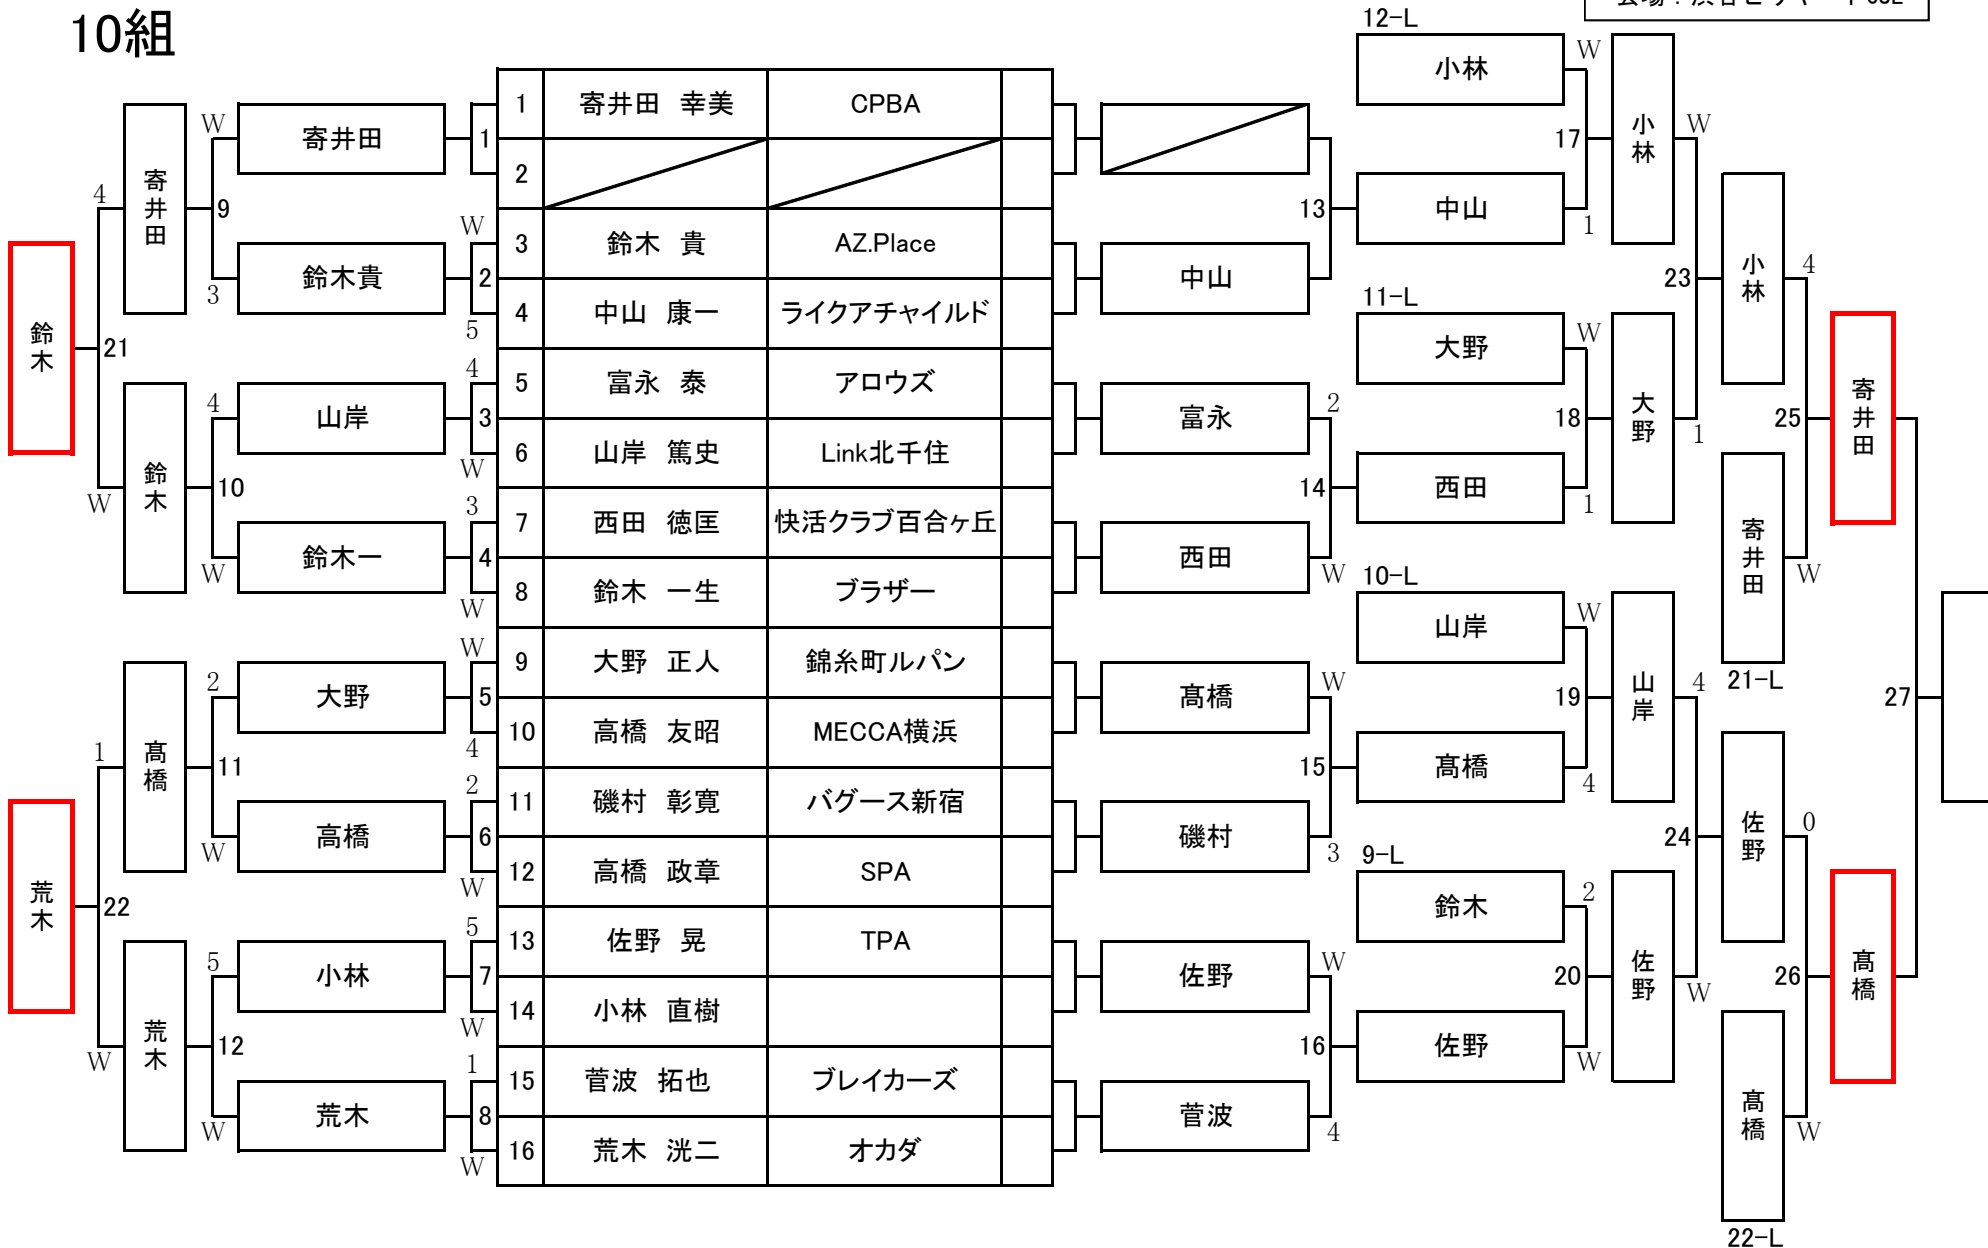 10組
会場：渋谷ビリヤード CUE
1 寄井田 幸美 CPBA
2
3 鈴木 貴 AZ.Place
4 中山 康一 ライクアチャイルド
5 富永 泰 アロウズ
6 山岸 篤史 Link北千住
7 西田 徳匡 快活クラブ百合ヶ丘
8 鈴木 一生 ブラザー
9 大野 正人 錦糸町ルパン
10 高橋 友昭 MECCA横浜
11 磯村 彰寛 バグース新宿
12 高橋 政章 SPA
13 佐野 晃 TPA
14 小林 直樹
15 菅波 拓也 ブレイカーズ
16 荒木 洸二 オカダ
1
W
2
5
4
3
W
3
4
W
W
5
4
2
6
W
5
7
W
1
8
W
寄井田
鈴木貴
山岸
鈴木一
大野
高橋
小林
荒木
W
9
3
4
10
W
2
11
W
5
12
W
寄井田
鈴木
髙橋
荒木
4
21
W
1
22
W
鈴木
荒木
中山
富永
西田
髙橋
磯村
佐野
菅波
13
2
14
W
W
15
3
W
16
4
12-L
小林
中山
11-L
大野
西田
10-L
山岸
髙橋
9-L
鈴木
佐野
W
17
1
W
18
1
W
19
4
2
20
W
小林
大野
山岸
佐野
W
23
1
4
24
W
小林
寄井田
21-L
佐野
髙橋
22-L
4
25
W
0
26
W
寄井田
髙橋
27